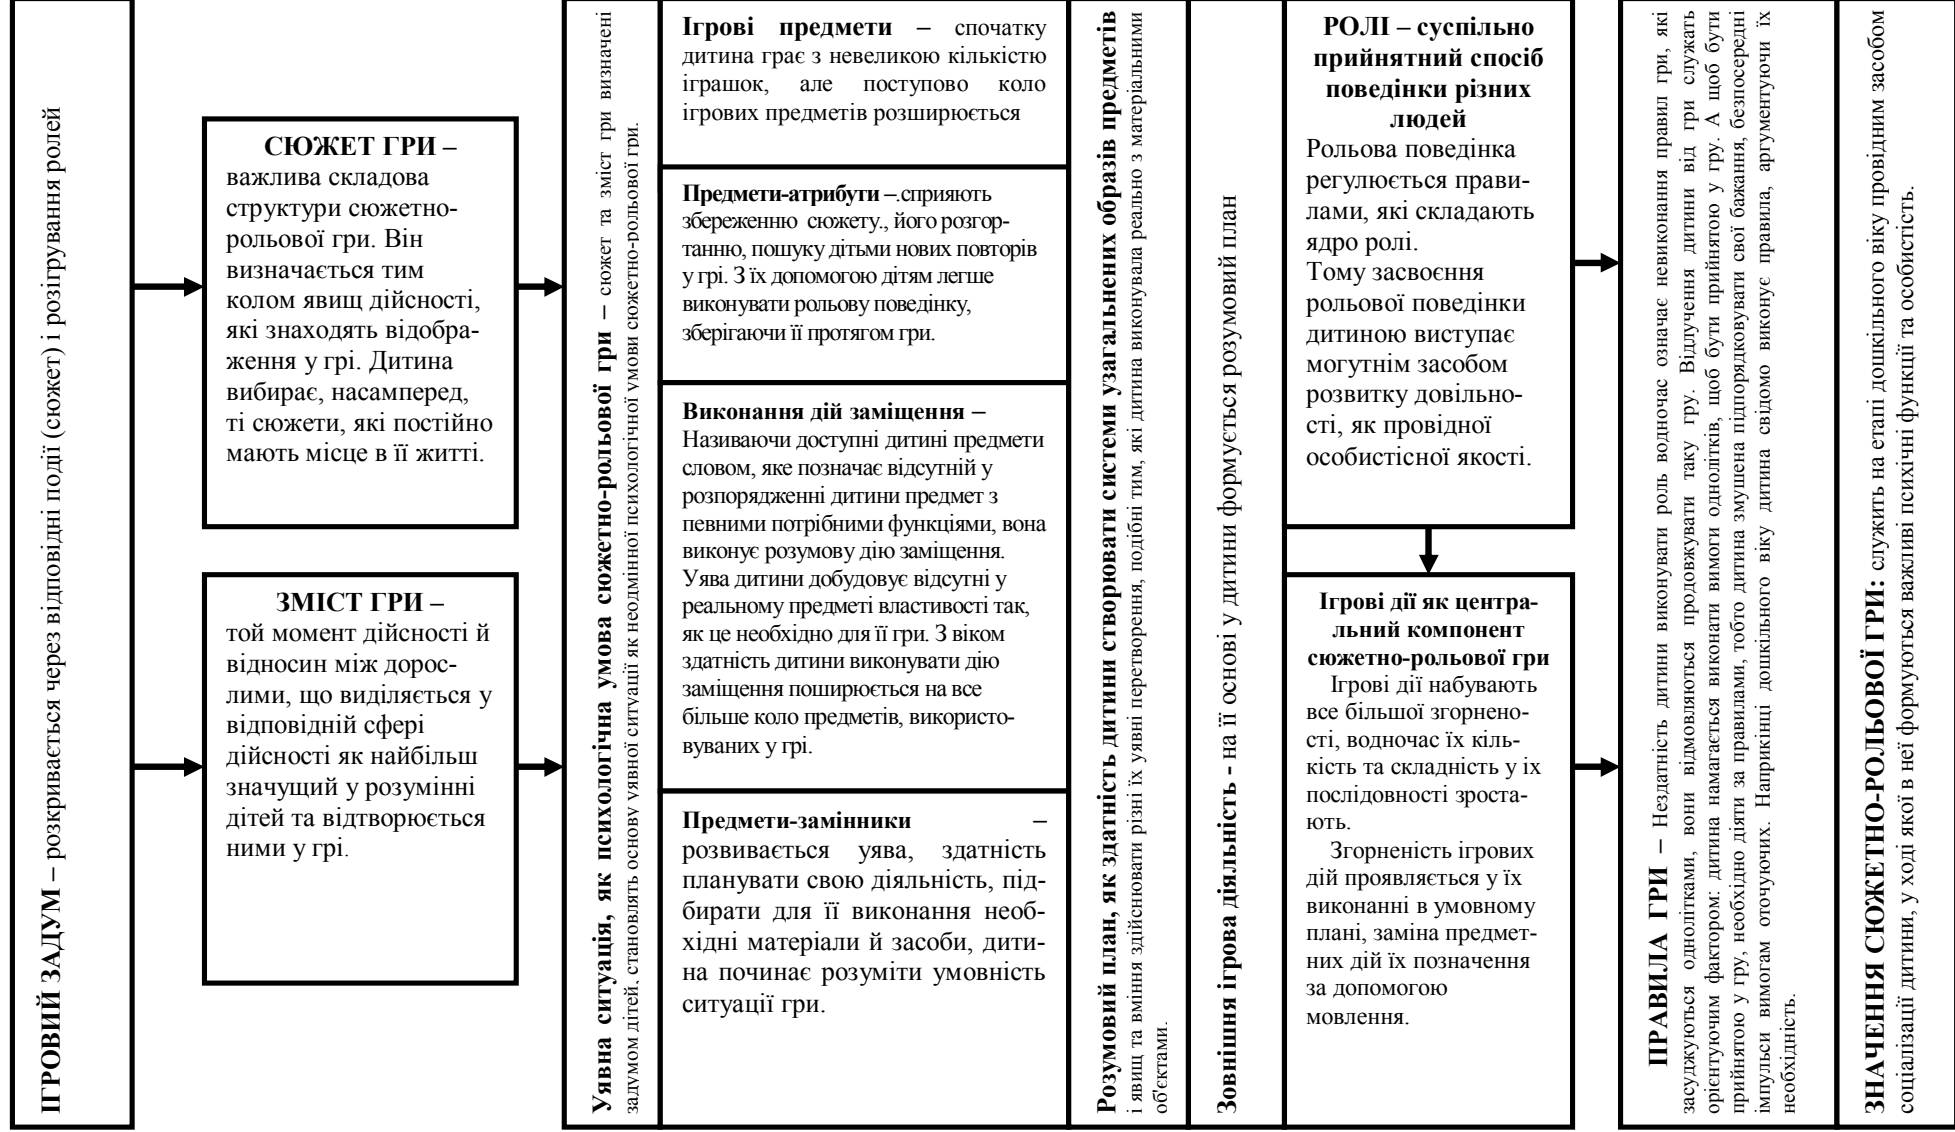 ІГРОВИЙ ЗАДУМ – розкривається через відповідні події (сюжет) і розігрування ролей
СЮЖЕТ ГРИ –
важлива складова
структури сюжетно-
рольової гри. Він
визначається тим
колом явищ дійсності,
які знаходять відобра-
ження у грі. Дитина
вибирає, насамперед,
ті сюжети, які постійно
мають місце в її житті.
ЗМІСТ ГРИ –
той момент дійсності й
відносин між дорос-
лими, що виділяється у
відповідній сфері
дійсності як найбільш
значущий у розумінні
дітей та відтворюється
ними у грі.
Уявна ситуація, як психологічна умова сюжетно-рольової гри – сюжет та зміст гри визначені
задумом дітей, становлять основу уявної ситуації як неодмінної психологічної умови сюжетно-рольової гри.
Ігрові предмети – спочатку
дитина грає з невеликою кількістю
іграшок, але поступово коло
ігрових предметів розширюється
Предмети-атрибути –.сприяють
збереженню сюжету., його розгор-
танню, пошуку дітьми нових повторів
у грі. З їх допомогою дітям легше
виконувати рольову поведінку,
зберігаючи її протягом гри.
Виконання дій заміщення –
Називаючи доступні дитині предмети
словом, яке позначає відсутній у
розпорядженні дитини предмет з
певними потрібними функціями, вона
виконує розумову дію заміщення.
Уява дитини добудовує відсутні у
реальному предметі властивості так,
як це необхідно для її гри. З віком
здатність дитини виконувати дію
заміщення поширюється на все
більше коло предметів, використо-
вуваних у грі.
Предмети-замінники –
розвивається уява, здатність
планувати свою діяльність, під-
бирати для її виконання необ-
хідні матеріали й засоби, дити-
на починає розуміти умовність
ситуації гри.
Розумовий план, як здатність дитини створювати системи узагальнених образів предметів
і явищ та вміння здійснювати різні їх уявні перетворення, подібні тим, які дитина виконувала реально з матеріальними
об'єктами.
Зовнішня ігрова діяльність - на її основі у дитини формується розумовий план
РОЛІ – суспільно
прийнятний спосіб
поведінки різних
людей
Рольова поведінка
регулюється прави-
лами, які складають
ядро ролі.
Тому засвоєння
рольової поведінки
дитиною виступає
могутнім засобом
розвитку довільно-
сті, як провідної
особистісної якості.
Ігрові дії як центра-
льний компонент
сюжетно-рольової гри
Ігрові дії набувають
все більшої згорнено-
сті, водночас їх кіль-
кість та складність у іх
послідовності зроста-
ють.
Згорненість ігрових
дій проявляється у їх
виконанні в умовному
плані, заміна предмет-
них дій їх позначення
за допомогою
мовлення.
ПРАВИЛА ГРИ – Нездатність дитини виконувати роль водночас означає невиконання правил гри, які
засуджуються однолітками, вони відмовляються продовжувати таку гру. Відлучення дитини від гри служать
орієнтуючим фактором: дитина намагається виконати вимоги однолітків, щоб бути прийнятою у гру. А щоб бути
прийнятою у гру, необхідно діяти за правилами, тобто дитина змушена підпорядковувати свої бажання, безпосередні
імпульси вимогам оточуючих. Наприкінці дошкільного віку дитина свідомо виконує правила, аргументуючи їх
необхідність.
ЗНАЧЕННЯ СЮЖЕТНО-РОЛЬОВОЇ ГРИ: служить на етапі дошкільного віку провідним засобом
соціалізації дитини, у ході якої в неї формуються важливі психічні функції та особистість.